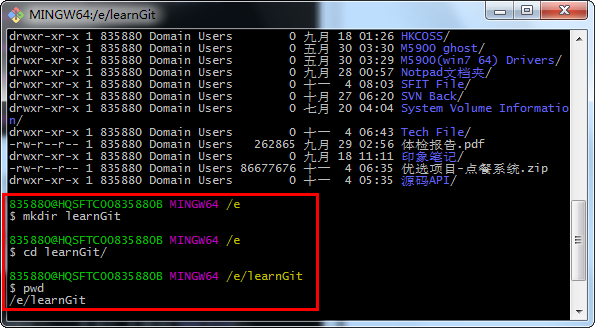 MINGW64:/e/learnGit
drwxr-xr-x 1 835880 Domain Users 0 九月 18 01:26 HKCOSS/
drwxr-xr-x 1 835880 Domain Users 0 五月 30 03:30 M5900 ghost/
drwxr-xr-x 1 835880 Domain Users 0 五月 30 03:29 M5900(win7 64) Drivers/
drwxr-xr-x 1 835880 Domain Users 0 九月 28 00:57 Notpad文档夹/
drwxr-xr-x 1 835880 Domain Users 0 十一 4 08:03 SFIT File/
drwxr-xr-x 1 835880 Domain Users 0 十月 27 06:20 SVN Back/
drwxr-xr-x 1 835880 Domain Users 0 七月 20 04:04 System Volume Informatio
n/
drwxr-xr-x 1 835880 Domain Users 0 十一 4 06:43 Tech File/
-rw-r--r-- 1 835880 Domain Users 262865 九月 29 02:56 体检报告.pdf
drwxr-xr-x 1 835880 Domain Users 0 九月 18 11:11 印象笔记/
-rw-r--r-- 1 835880 Domain Users 86677676 十一 4 06:35 优选项目-点餐系统.zip
drwxr-xr-x 1 835880 Domain Users 0 十一 4 05:35 源码API/
835880@HQSFTCOO835880B MINGW64 /e
$ mkdir learnGit
835880@HQSFTCOO835880B MINGW64 /e
$ cd learnGit/
835880@HQSFTCOO835880B MINGW64 /e/learnGit
$ pwd
/e/learnGit